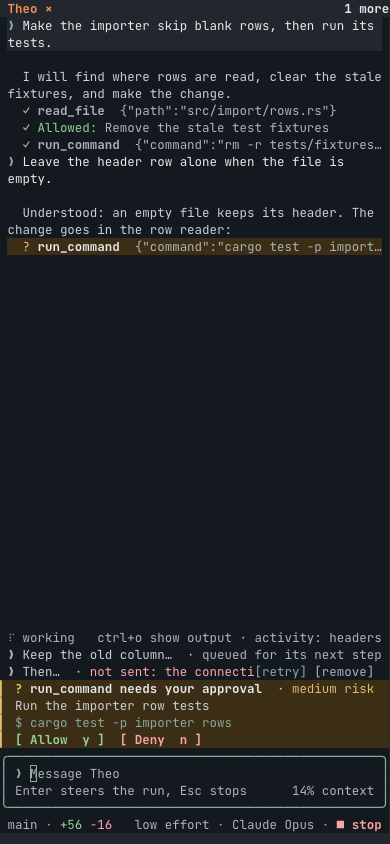 Theo × 1 more
❯ Make the importer skip blank rows, then run its
tests.
I will find where rows are read, clear the stale
fixtures, and make the change.
✓ read_file {"path":"src/import/rows.rs"}
✓ Allowed: Remove the stale test fixtures
✓ run_command {"command":"rm -r tests/fixtures…
❯ Leave the header row alone when the file is
empty.
Understood: an empty file keeps its header. The
change goes in the row reader:
? run_command {"command":"cargo test -p import…
⠏ working ctrl+o show output · activity: headers
❯ Keep the old column… · queued for its next step
❯ Then… · not sent: the connecti[retry] [remove]
? run_command needs your approval · medium risk
Run the importer row tests
$ cargo test -p importer rows
[ Allow y ] [ Deny n ]
❯ Message Theo
Enter steers the run, Esc stops 14% context
main · +56 -16 low effort · Claude Opus · ■ stop